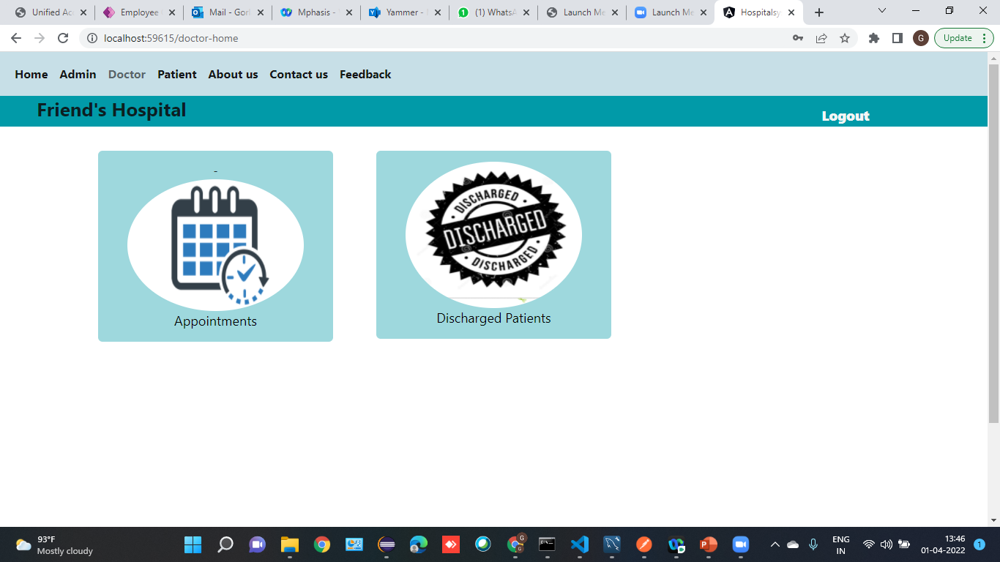 Unified Ac
Employee
Mail - Gorl
Mphasis -
Yammer -
(1) WhatsA
Launch Me
Launch Me
Hospitalsy
localhost:59615/doctor-home
G
Update
Home Admin Doctor Patient About us Contact us Feedback
Friend's Hospital
Logout
-
Appointments
DISCHARGED
DISCHARGED
DISCHARGED
Discharged Patients
93°F
Mostly cloudy
ENG
IN
13:46
01-04-2022
1